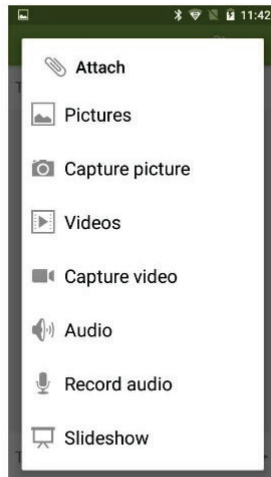 11:42
Attach
Pictures
Capture picture
Videos
Capture video
Audio
Record audio
Slideshow